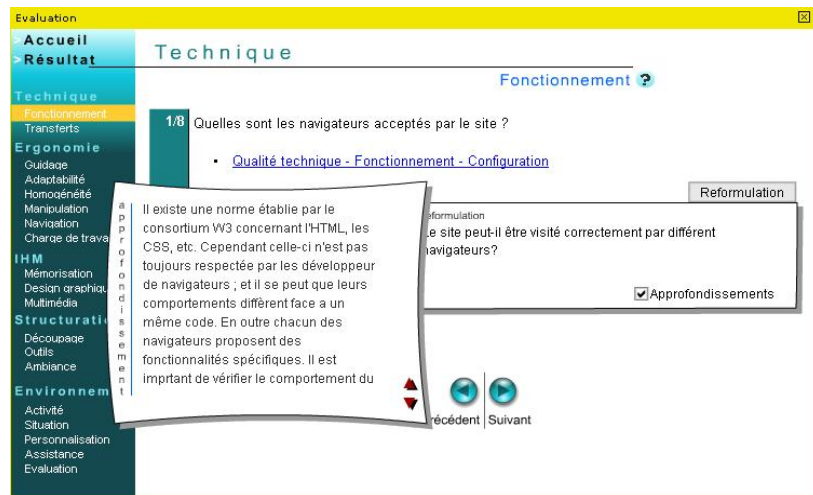 Evaluation
>Accueil
>Résultat
Technique
Fonctionnement
Transferts
Ergonomie
Guidage
Adaptabilité
Homogénéité
Manipulation
Navigation
Charge de trava
IHM
Mémorisation
Design graphiqu
Multimédia
Structurati
Découpage
Outils
Ambiance
Environnem
Activité
Situation
Personnalisation
Assistance
Evaluation
Technique
Fonctionnement ?
1/8 Quelles sont les navigateurs acceptés par le site ?
• Qualité technique - Fonctionnement - Configuration
Reformulation
eformulation
Le site peut-il être visité correctement par différent
navigateurs?
Approfondissements
approfondissement
Il existe une norme établie par le
consortium W3 concernant l'HTML, les
CSS, etc. Cependant celle-ci n'est pas
toujours respectée par les développeur
de navigateurs ; et il se peut que leurs
comportements diffèrent face a un
même code. En outre chacun des
navigateurs proposent des
fonctionnalités spécifiques. Il est
imprtant de vérifier le comportement du
récédent Suivant